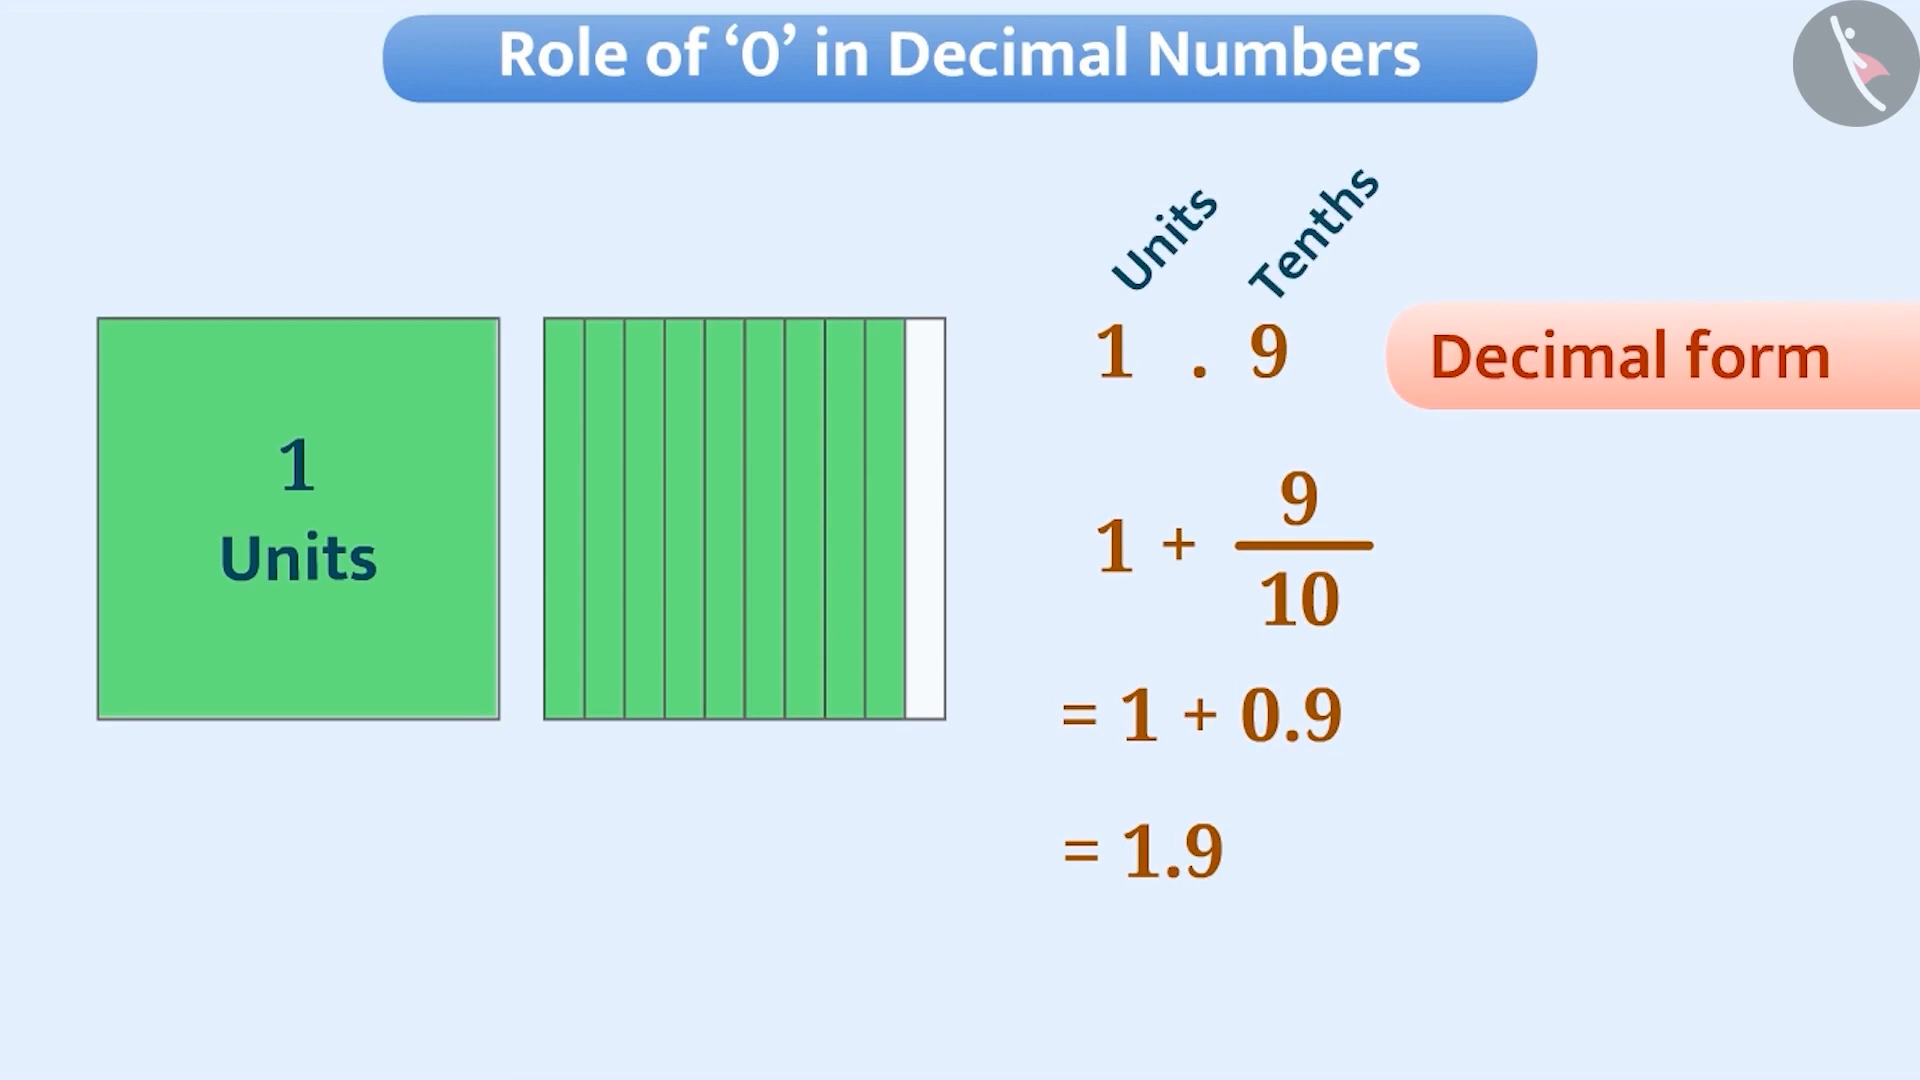 Role of ‘0’ in Decimal Numbers
Units Tenths
1 . 9
Decimal form
1
Units
1 + 9/10
= 1 + 0.9
= 1.9